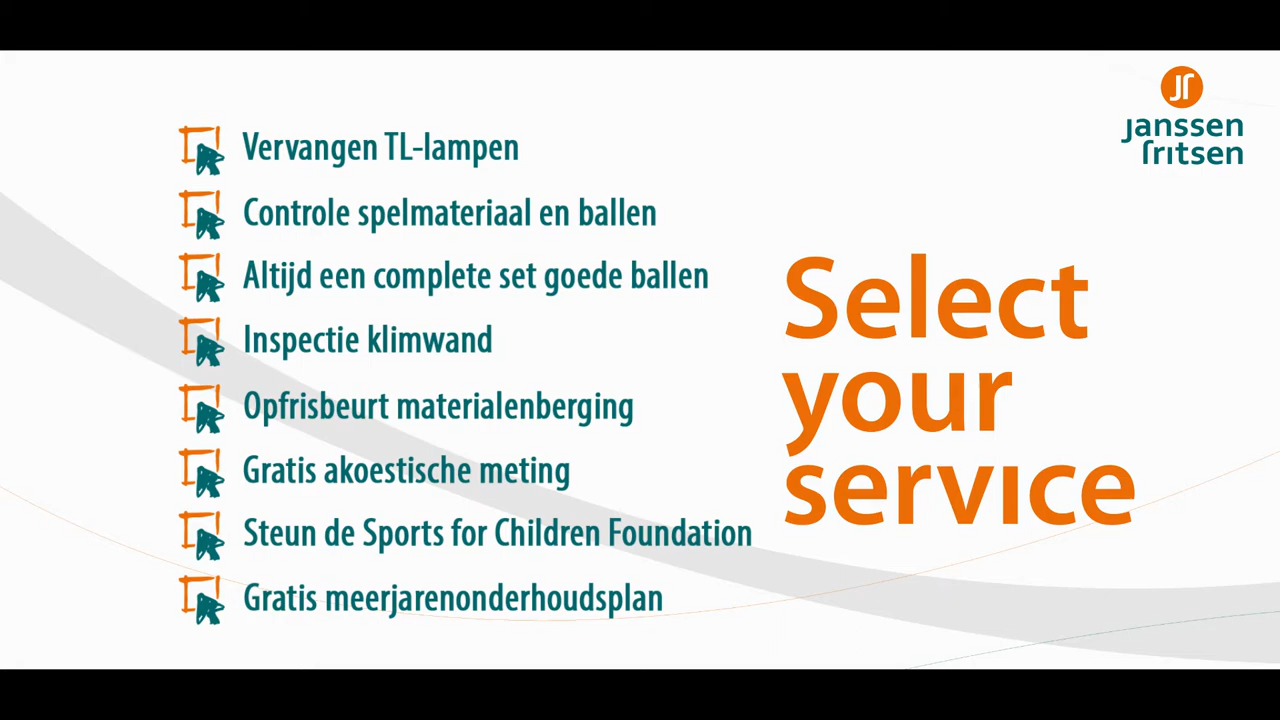 Vervangen TL-lampen
Controle spelmateriaal en ballen
Altijd een complete set goede ballen
Inspectie klimwand
Opfrisbeurt materialenberging
Gratis akoestische meting
Steun de Sports for Children Foundation
Gratis meerjarenonderhoudsplan
Select
your
service
JF
janssen
fritsen